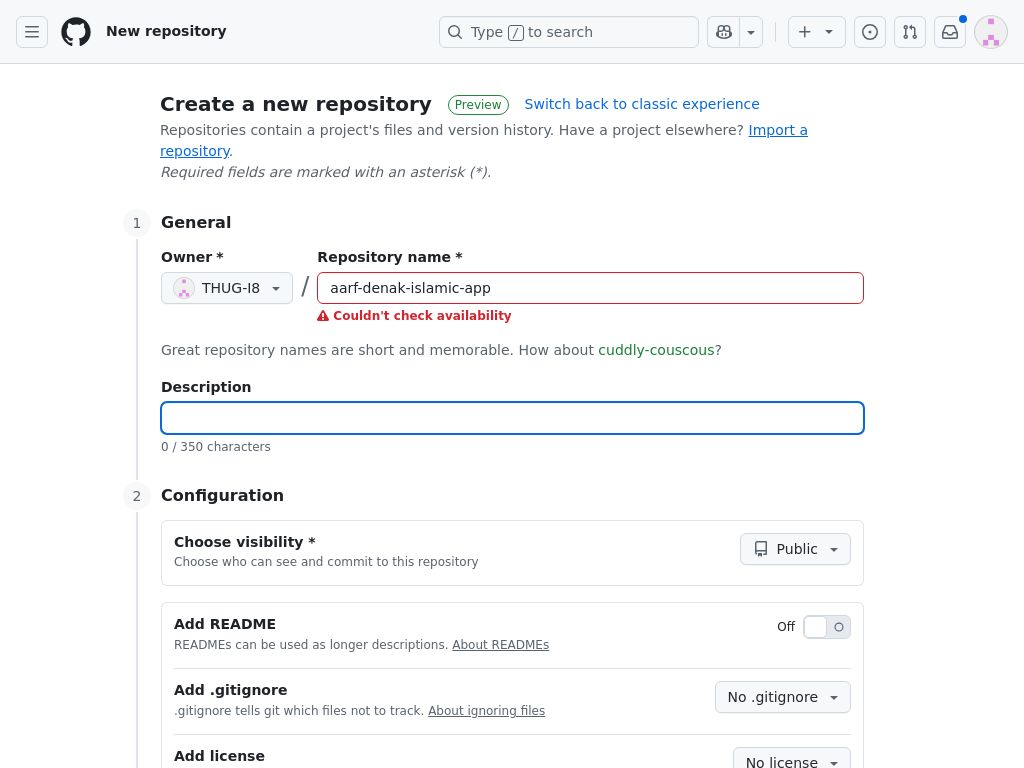 New repository
Type / to search
Create a new repository Preview Switch back to classic experience
Repositories contain a project's files and version history. Have a project elsewhere? Import a
repository.
Required fields are marked with an asterisk (*).
1 General
Owner * Repository name *
THUG-I8 / aarf-denak-islamic-app
Couldn't check availability
Great repository names are short and memorable. How about cuddly-couscous?
Description
0 / 350 characters
2 Configuration
Choose visibility *
Choose who can see and commit to this repository
Public
Add README
READMEs can be used as longer descriptions. About READMEs
Off
Add .gitignore
.gitignore tells git which files not to track. About ignoring files
No .gitignore
Add license
No license